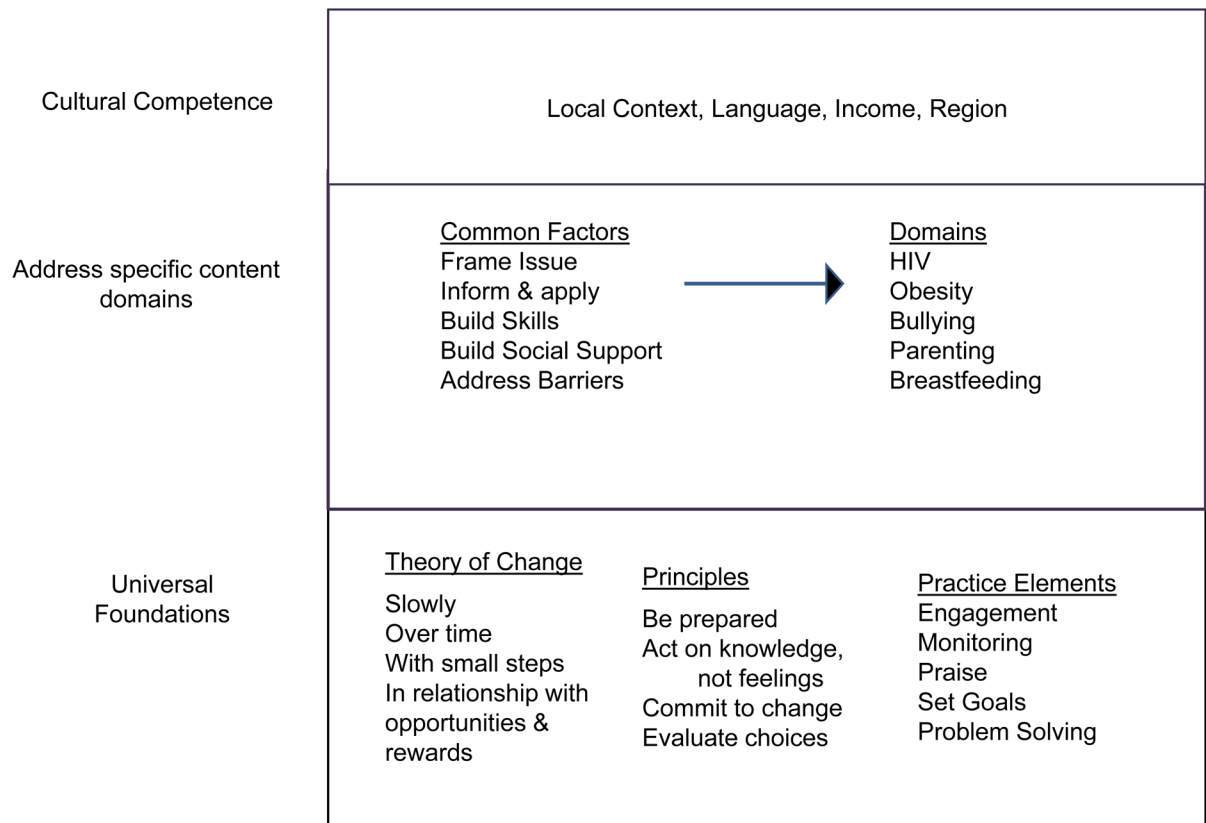 Cultural Competence
Local Context, Language, Income, Region
Address specific content
domains
Common Factors
Frame Issue
Inform & apply
Build Skills
Build Social Support
Address Barriers
Domains
HIV
Obesity
Bullying
Parenting
Breastfeeding
Universal
Foundations
Theory of Change
Slowly
Over time
With small steps
In relationship with
opportunities &
rewards
Principles
Be prepared
Act on knowledge,
not feelings
Commit to change
Evaluate choices
Practice Elements
Engagement
Monitoring
Praise
Set Goals
Problem Solving